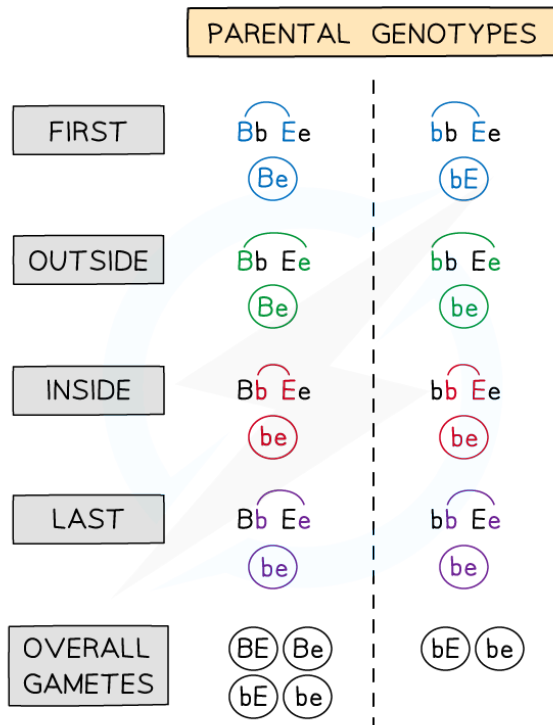 PARENTAL GENOTYPES
FIRST
Bb Ee
bb Ee
Be
bE
OUTSIDE
Bb Ee
bb Ee
Be
be
INSIDE
Bb Ee
bb Ee
be
be
LAST
Bb Ee
bb Ee
be
be
OVERALL
GAMETES
BE Be
bE be
bE be